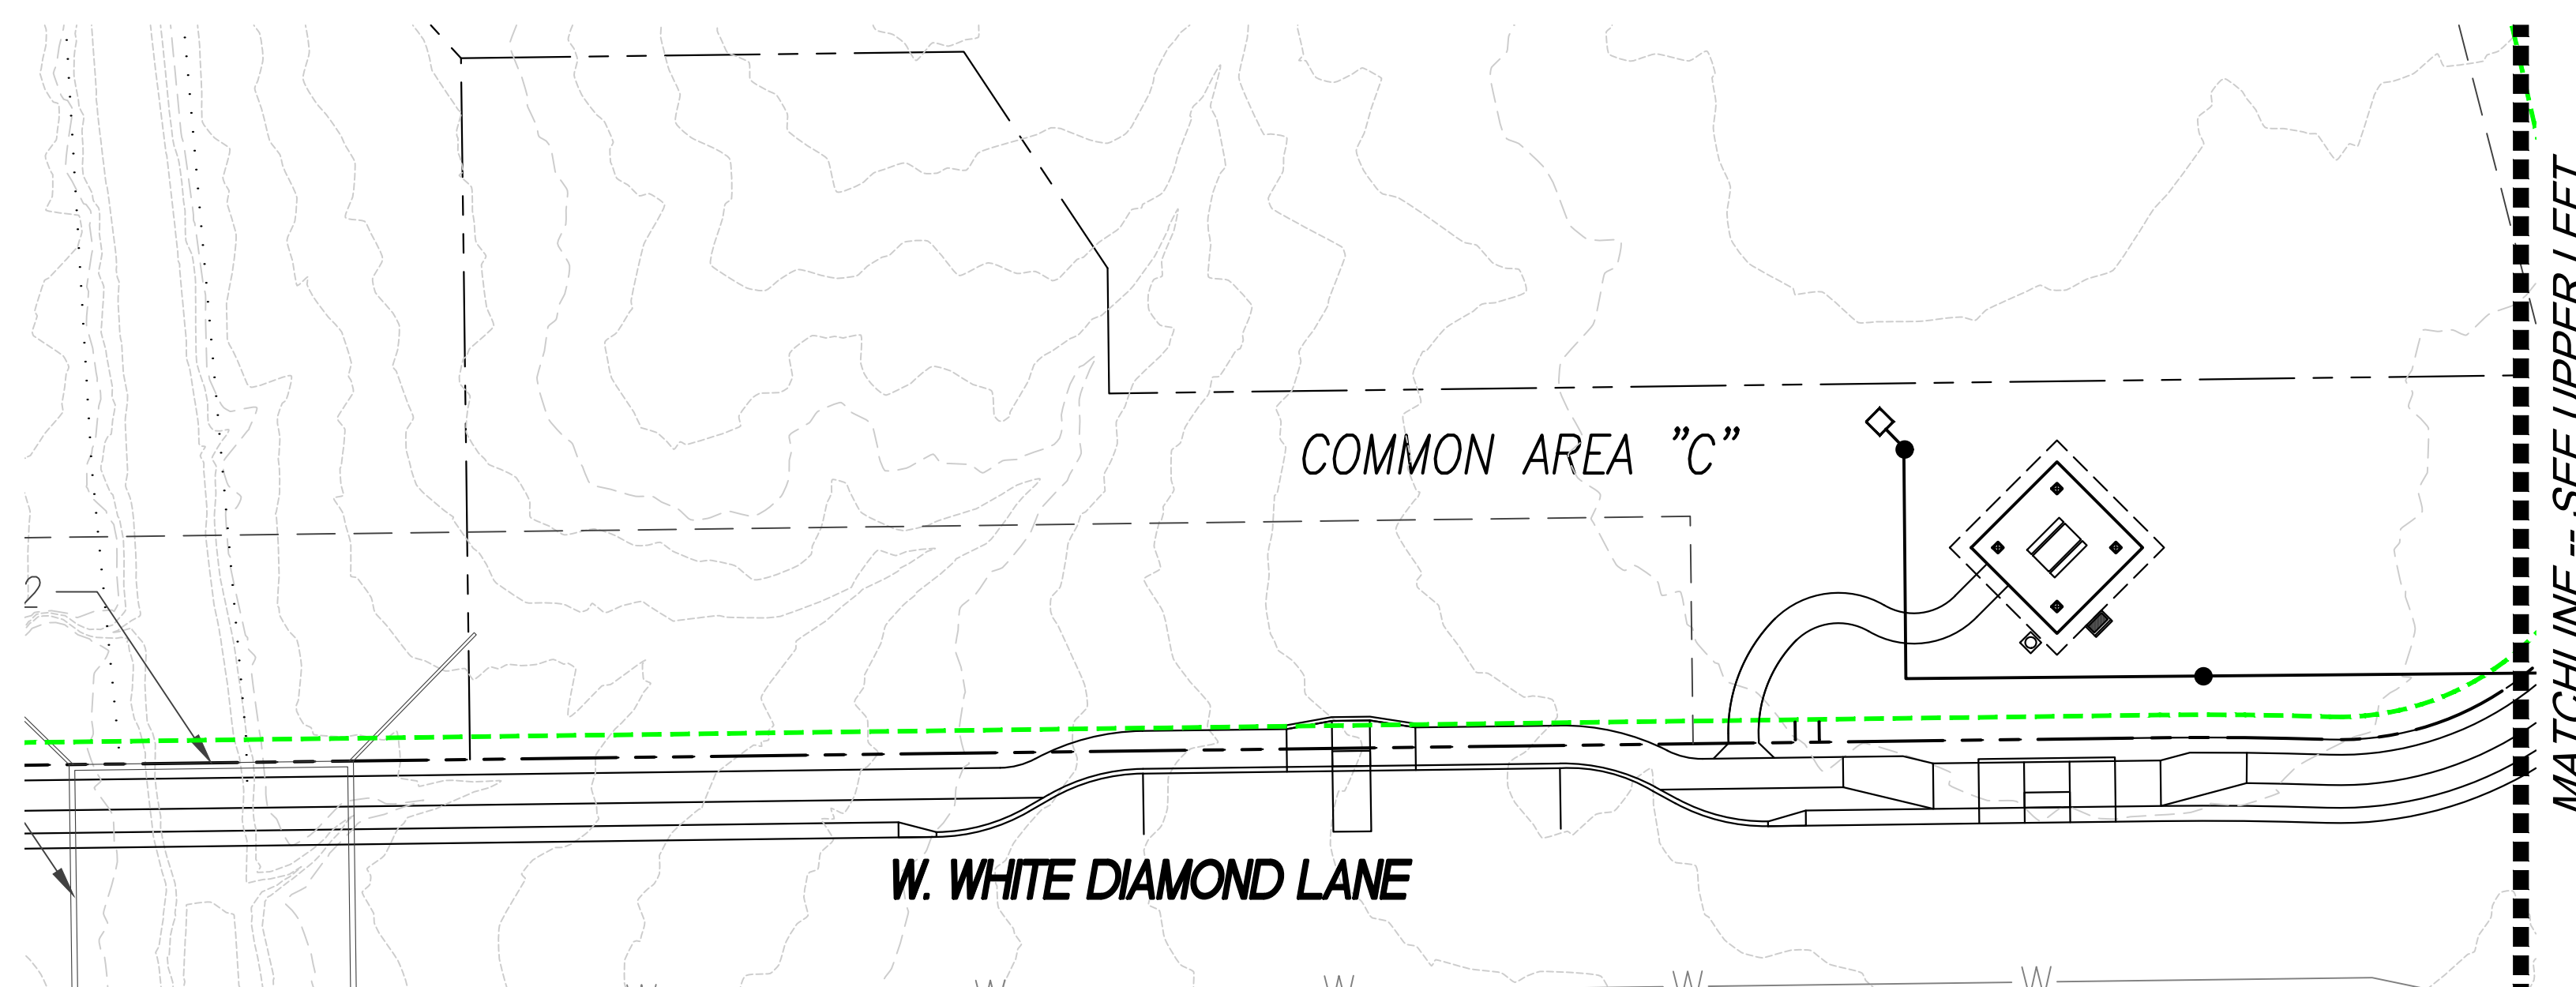 COMMON AREA "C"
2
W. WHITE DIAMOND LANE
W W W W W
MATCHLINE -- SEE UPPER LEFT